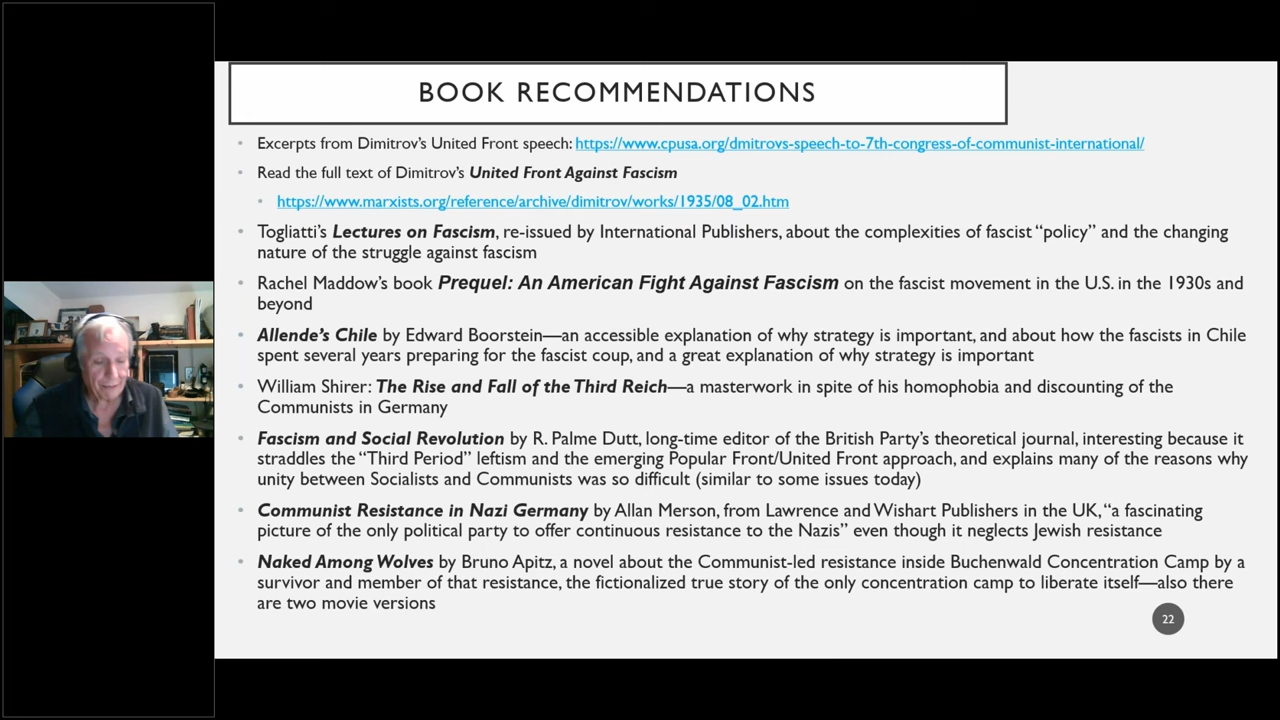 BOOK RECOMMENDATIONS
• Excerpts from Dimitrov's United Front speech: https://www.cpusa.org/dmitrovs-speech-to-7th-congress-of-communist-international/
• Read the full text of Dimitrov's United Front Against Fascism
• https://www.marxists.org/reference/archive/dimitrov/works/1935/08_02.htm
• Togliatti's Lectures on Fascism, re-issued by International Publishers, about the complexities of fascist "policy" and the changing
nature of the struggle against fascism
• Rachel Maddow's book Prequel: An American Fight Against Fascism on the fascist movement in the U.S. in the 1930s and
beyond
• Allende's Chile by Edward Boorstein—an accessible explanation of why strategy is important, and about how the fascists in Chile
spent several years preparing for the fascist coup, and a great explanation of why strategy is important
• William Shirer: The Rise and Fall of the Third Reich—a masterwork in spite of his homophobia and discounting of the
Communists in Germany
• Fascism and Social Revolution by R. Palme Dutt, long-time editor of the British Party's theoretical journal, interesting because it
straddles the "Third Period" leftism and the emerging Popular Front/United Front approach, and explains many of the reasons why
unity between Socialists and Communists was so difficult (similar to some issues today)
• Communist Resistance in Nazi Germany by Allan Merson, from Lawrence and Wishart Publishers in the UK, "a fascinating
picture of the only political party to offer continuous resistance to the Nazis" even though it neglects Jewish resistance
• Naked Among Wolves by Bruno Apitz, a novel about the Communist-led resistance inside Buchenwald Concentration Camp by a
survivor and member of that resistance, the fictionalized true story of the only concentration camp to liberate itself—also there
are two movie versions
22